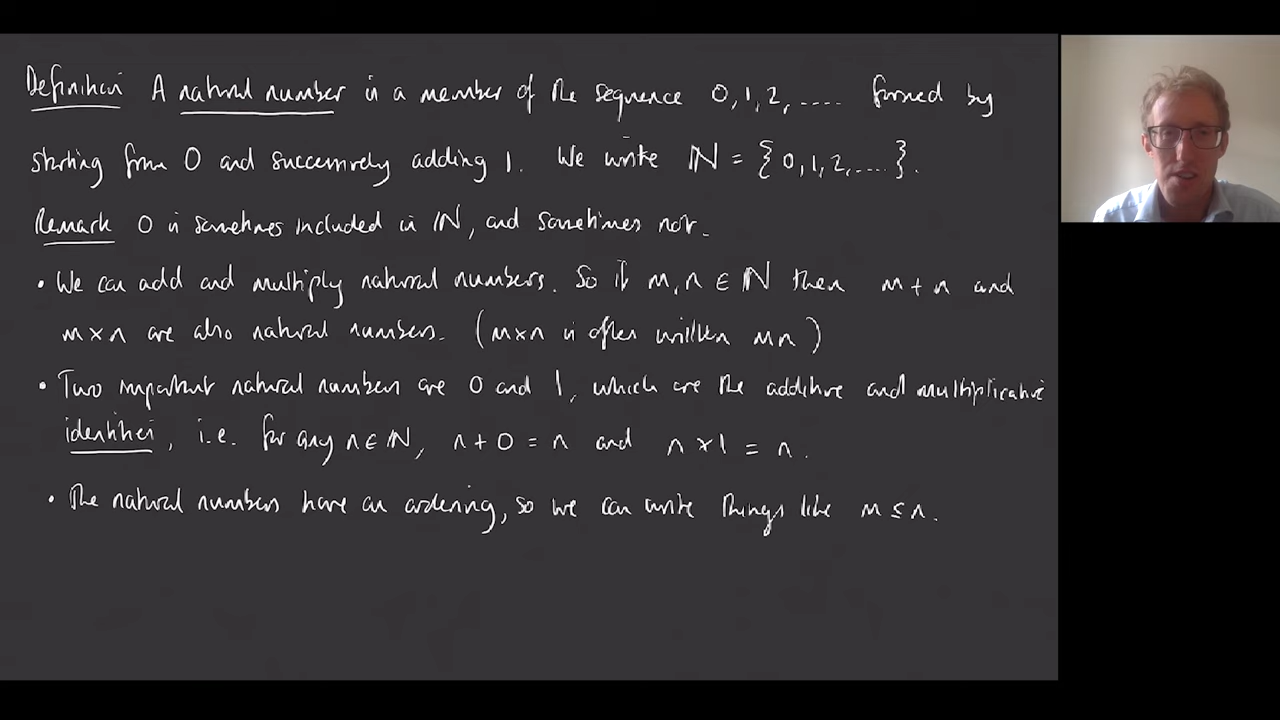 Definition A natural number is a member of the sequence 0, 1, 2, .... formed by
starting from 0 and successively adding 1. We write ℕ = {0, 1, 2, ....}.
Remark 0 is sometimes included in ℕ, and sometimes not.
• We can add and multiply natural numbers. So if m, n ∈ ℕ then m + n and
m × n are also natural numbers. (m×n is often written mn)
• Two important natural numbers are 0 and 1, which are the additive and multiplicative
identities, i.e. for any n ∈ ℕ, n + 0 = n and n × 1 = n.
• The natural numbers have an ordering, so we can write things like m ≤ n.